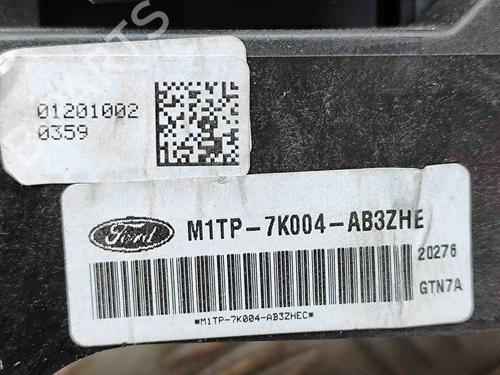 01201002
0359
Ford
M1TP-7K004-AB3ZHE
20276
GTN7A
*M1TP-7K004-AB3ZHEC*